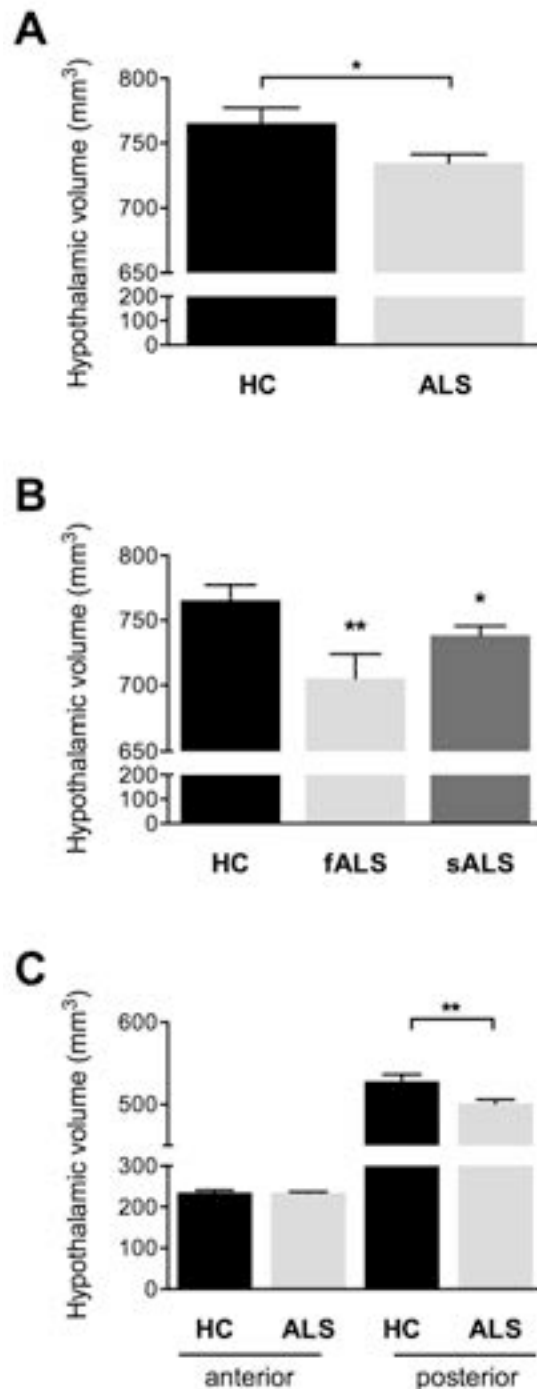 A
Hypothalamic volume (mm³)
800
750
700
650
200
100
0
*
HC ALS
B
Hypothalamic volume (mm³)
800
750
700
650
200
100
0
**
*
HC fALS sALS
C
Hypothalamic volume (mm³)
600
500
300
200
100
0
**
HC ALS HC ALS
anterior posterior